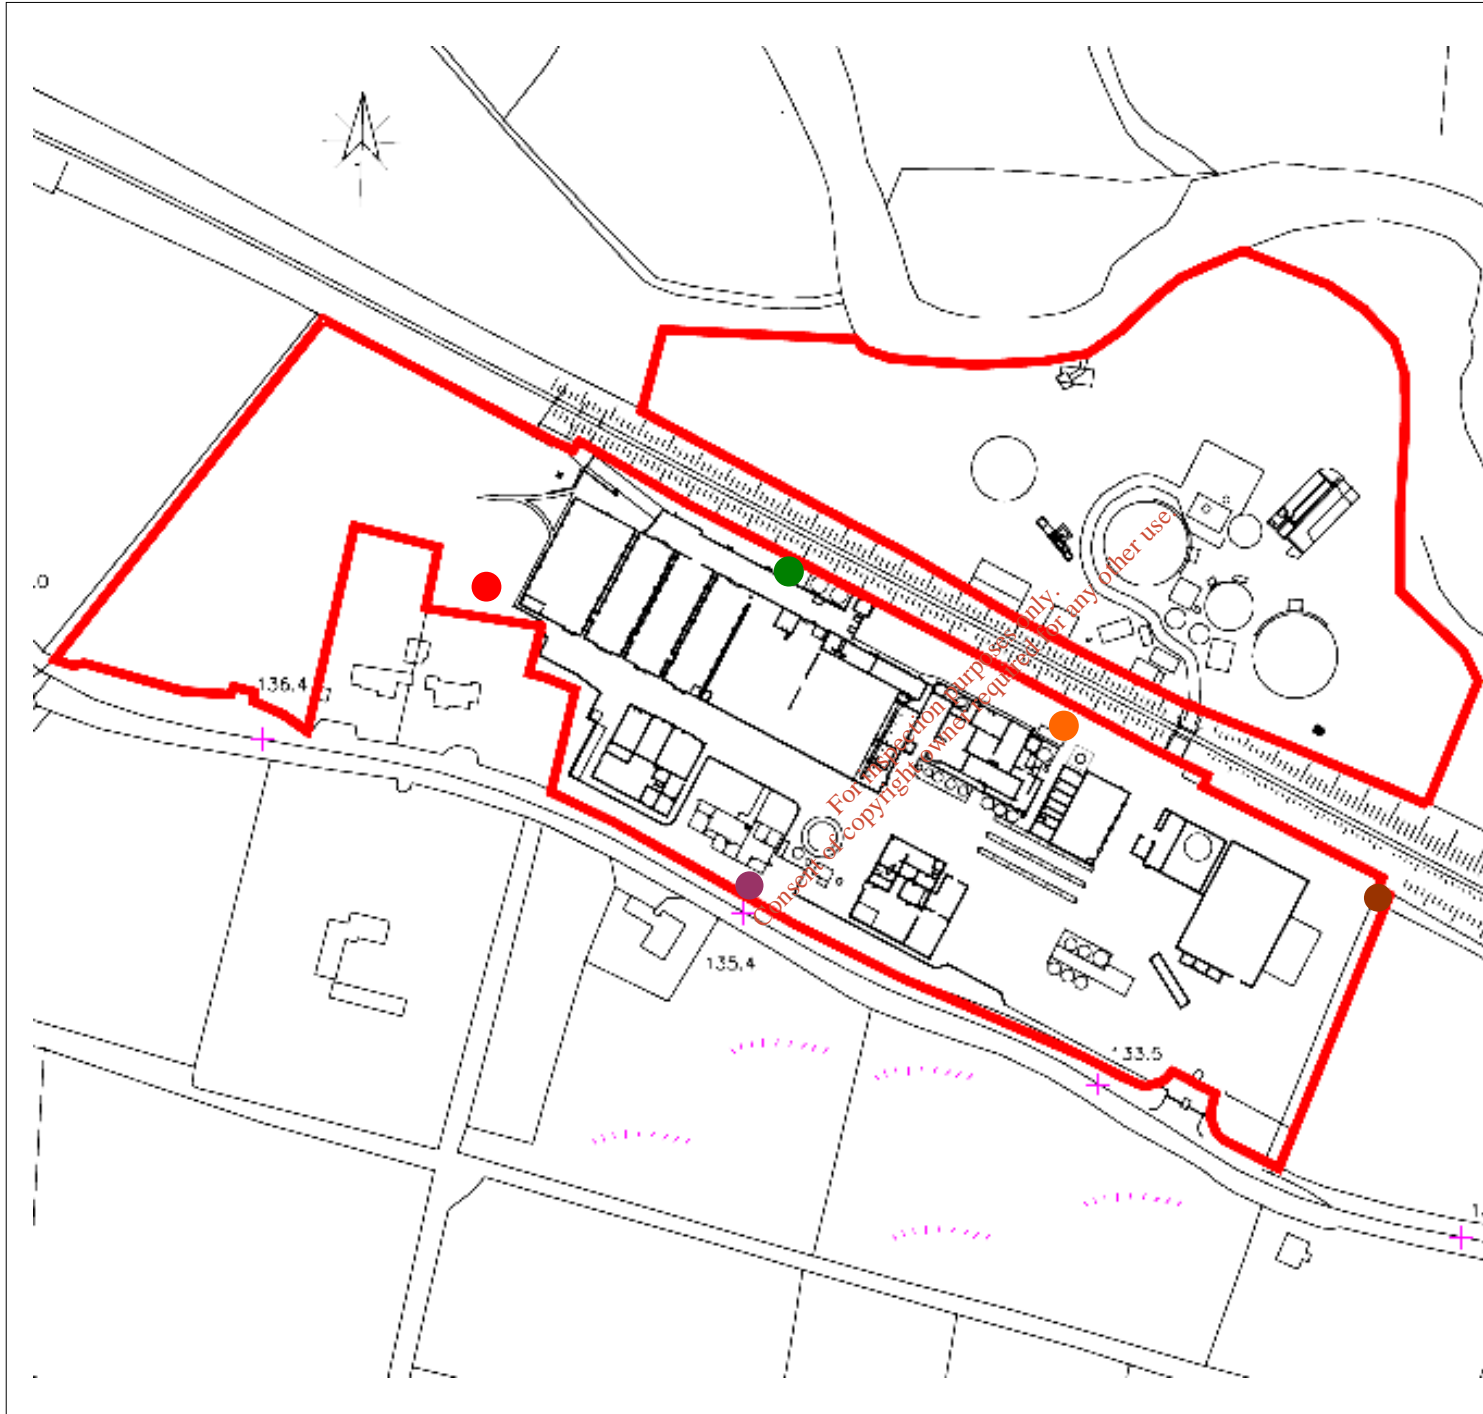 .0
136.4
For inspection purposes only.
Consent of copyright owner required for any other use.
135.4
133.5